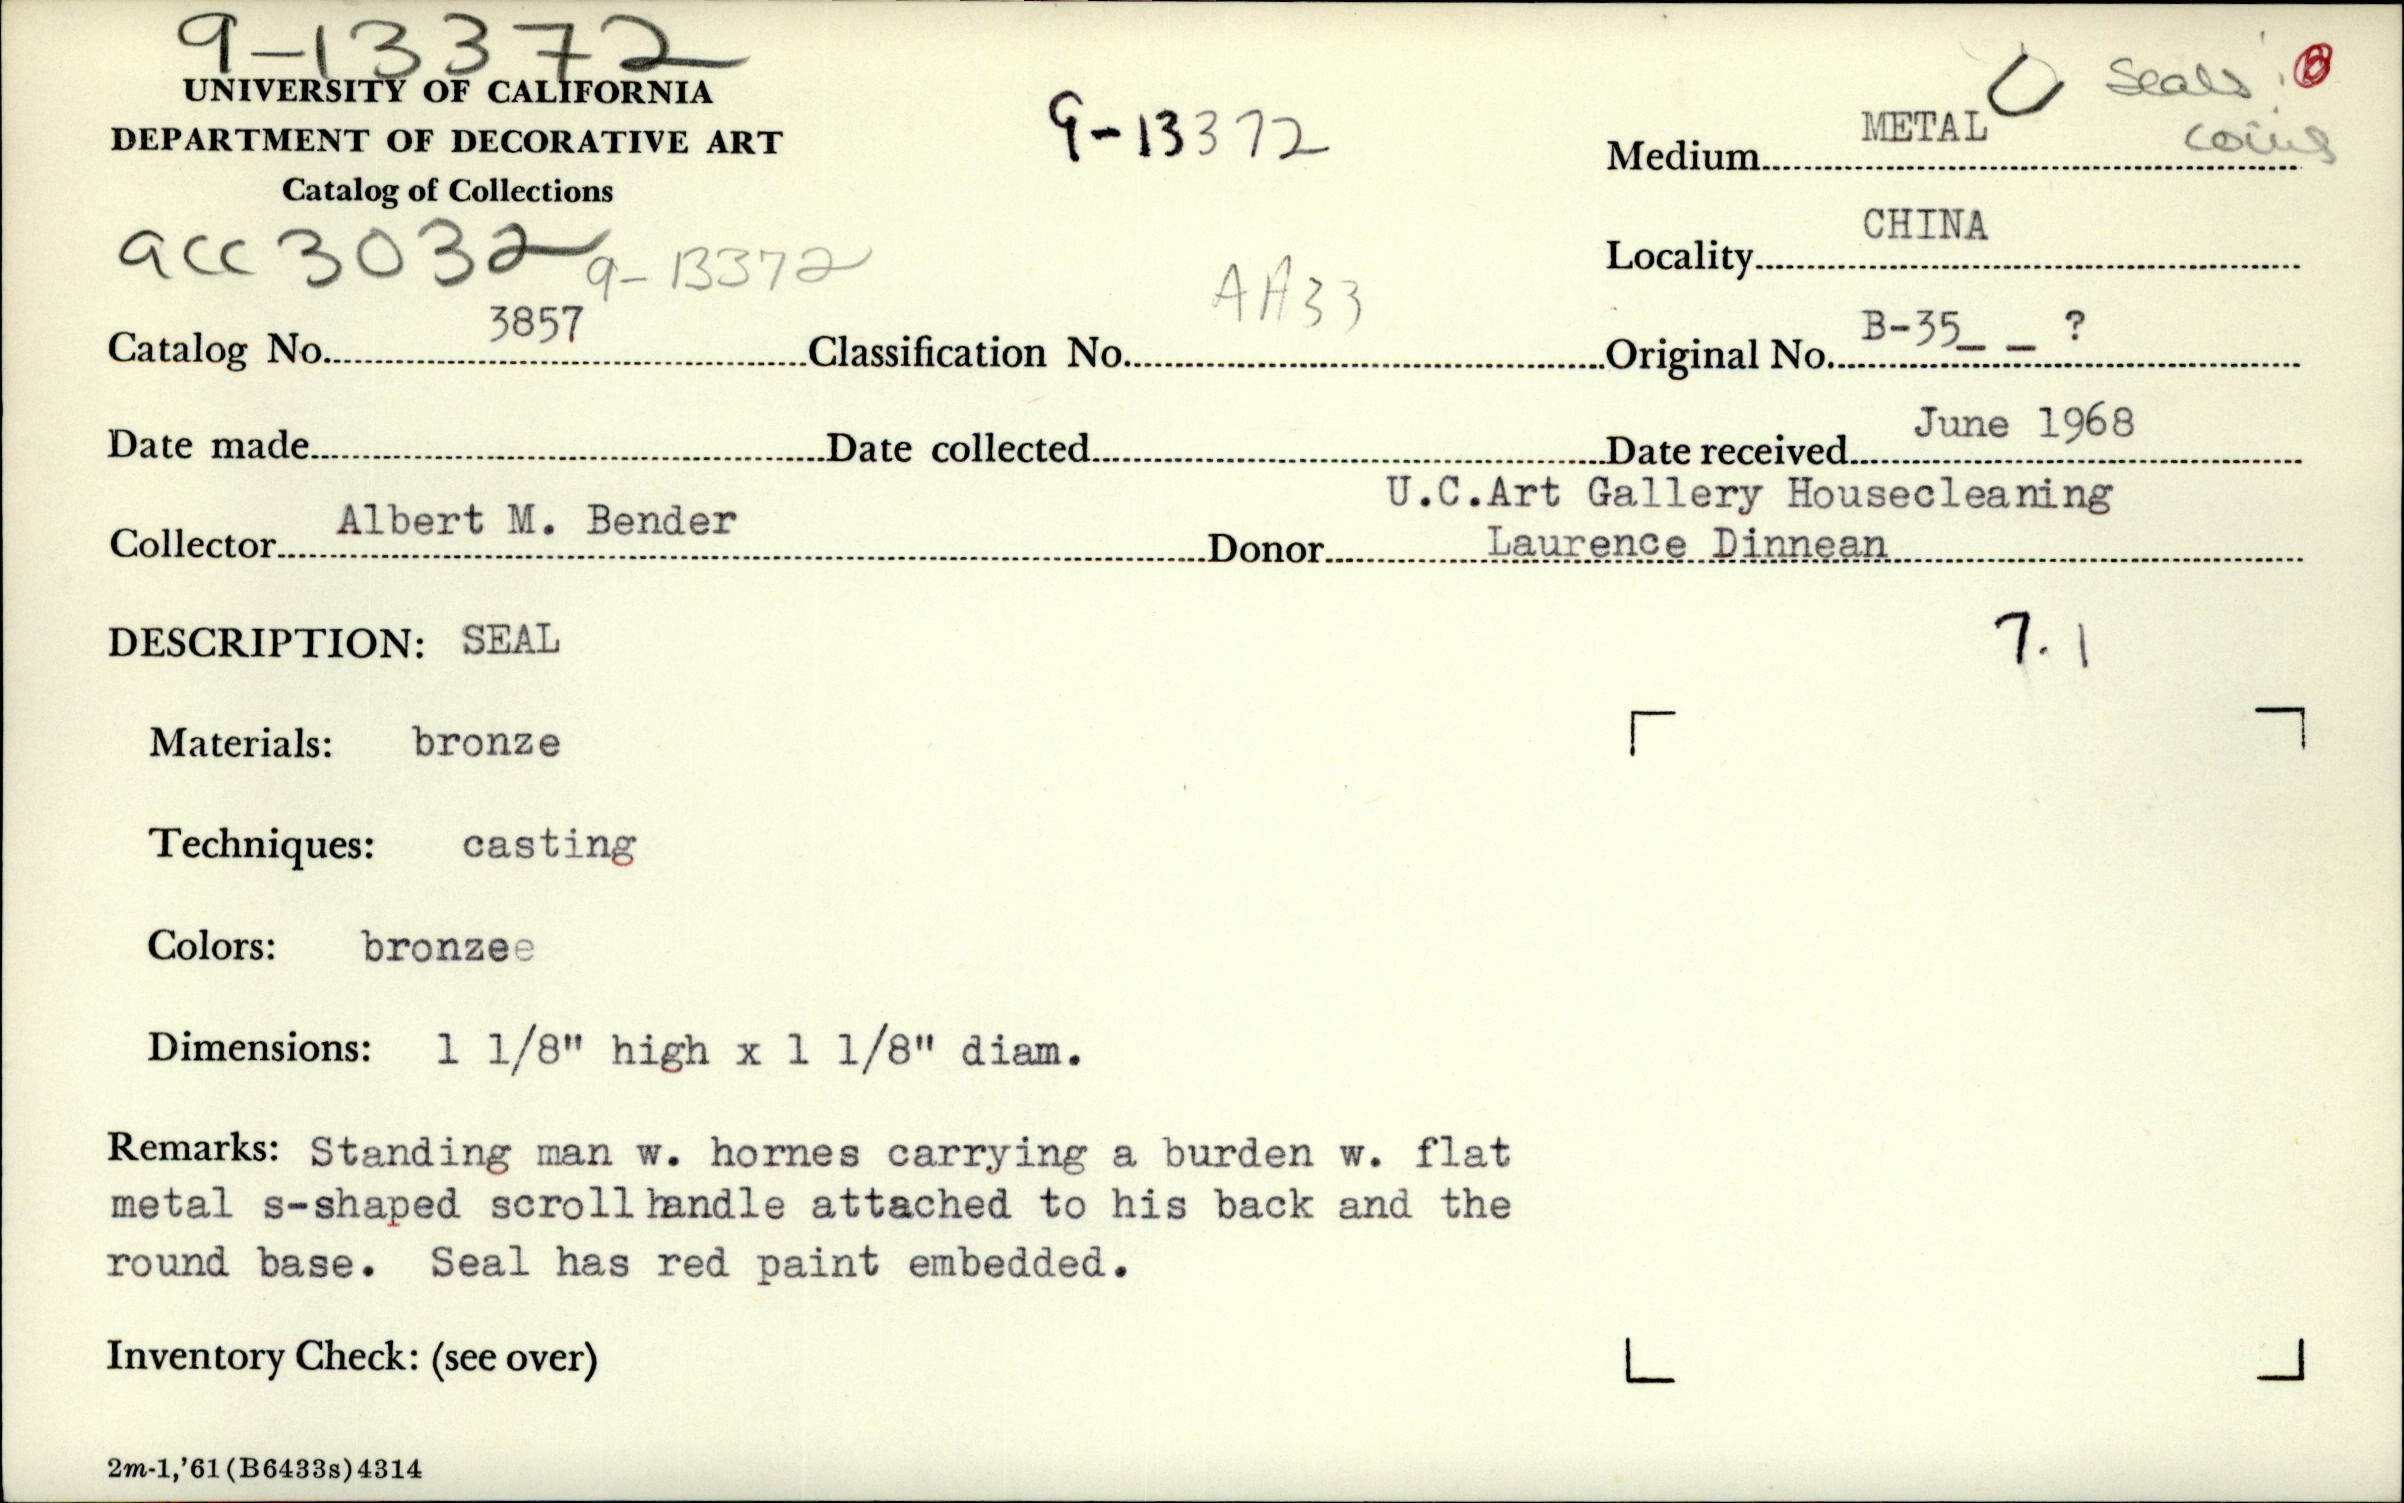 9-13372
UNIVERSITY OF CALIFORNIA
DEPARTMENT OF DECORATIVE ART
Catalog of Collections
9-13372
Seals
coins
Medium METAL
acc 3032 9-13372
Locality CHINA
AH33
Catalog No. 3857 Classification No. Original No. B-35_ _ ?
Date made Date collected Date received June 1968
U.C.Art Gallery Housecleaning
Collector Albert M. Bender Donor Laurence Dinnean
DESCRIPTION: SEAL
7.1
Materials: bronze
Techniques: casting
Colors: bronzee
Dimensions: 1 1/8" high x 1 1/8" diam.
Remarks: Standing man w. hornes carrying a burden w. flat
metal s-shaped scroll handle attached to his back and the
round base. Seal has red paint embedded.
Inventory Check: (see over)
2m-1,'61(B6433s)4314